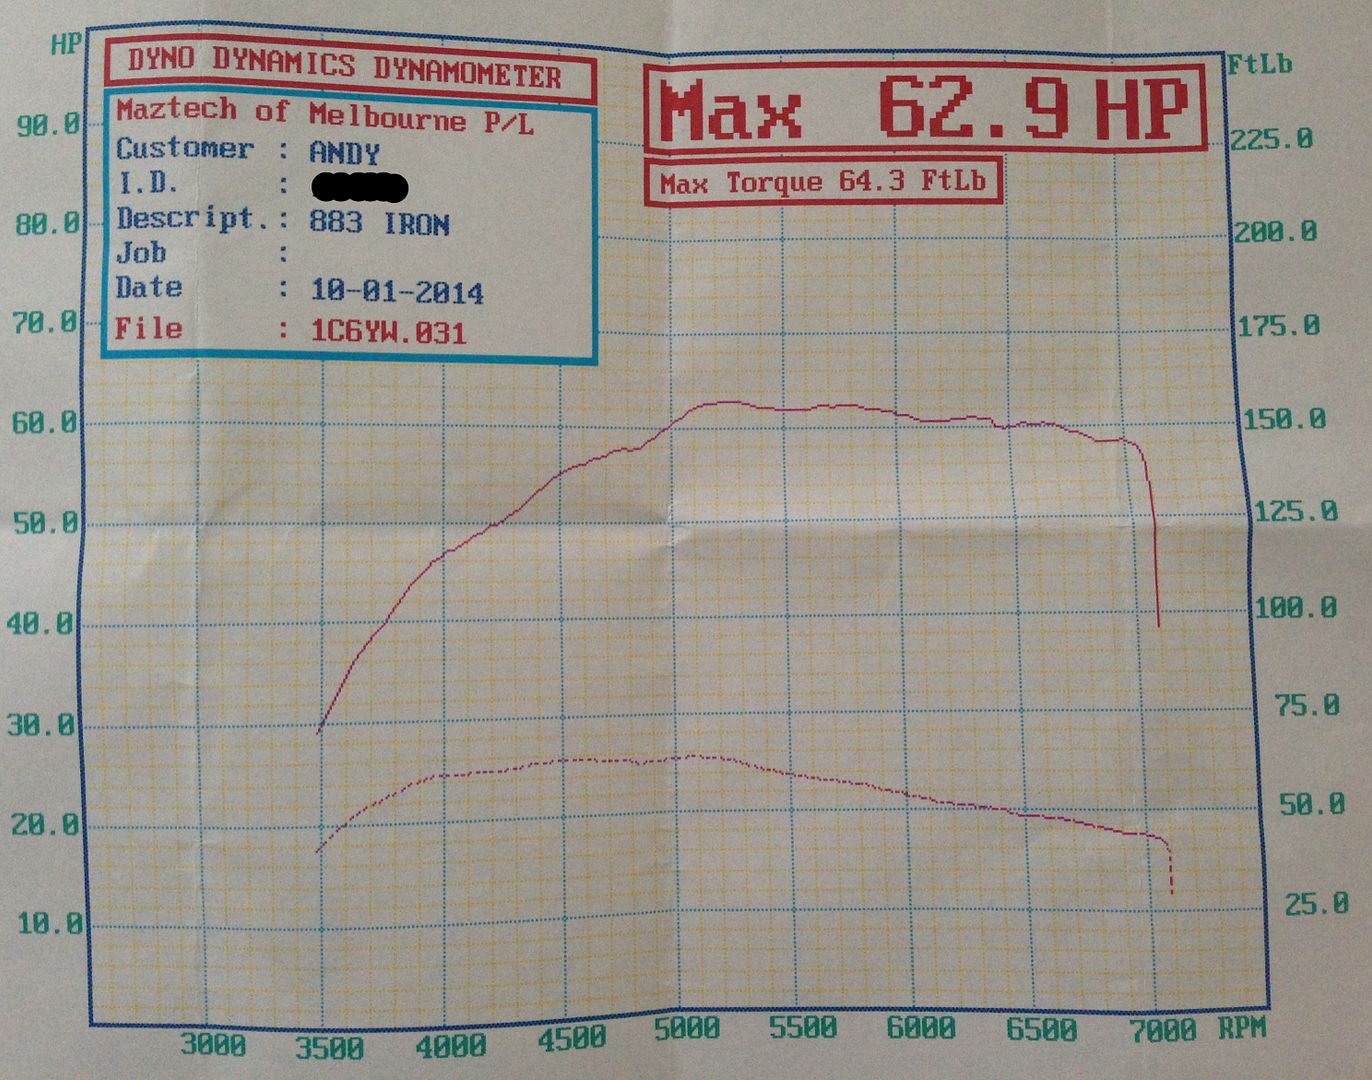 HP
DYNO DYNAMICS DYNAMOMETER
Maztech of Melbourne P/L
Customer : ANDY
I.D. :
Descript. : 883 IRON
Job :
Date : 10-01-2014
File : 1C6YW.031
Max 62.9 HP
Max Torque 64.3 FtLb
FtLb
90.0
80.0
70.0
60.0
50.0
40.0
30.0
20.0
10.0
225.0
200.0
175.0
150.0
125.0
100.0
75.0
50.0
25.0
3000 3500 4000 4500 5000 5500 6000 6500 7000 RPM